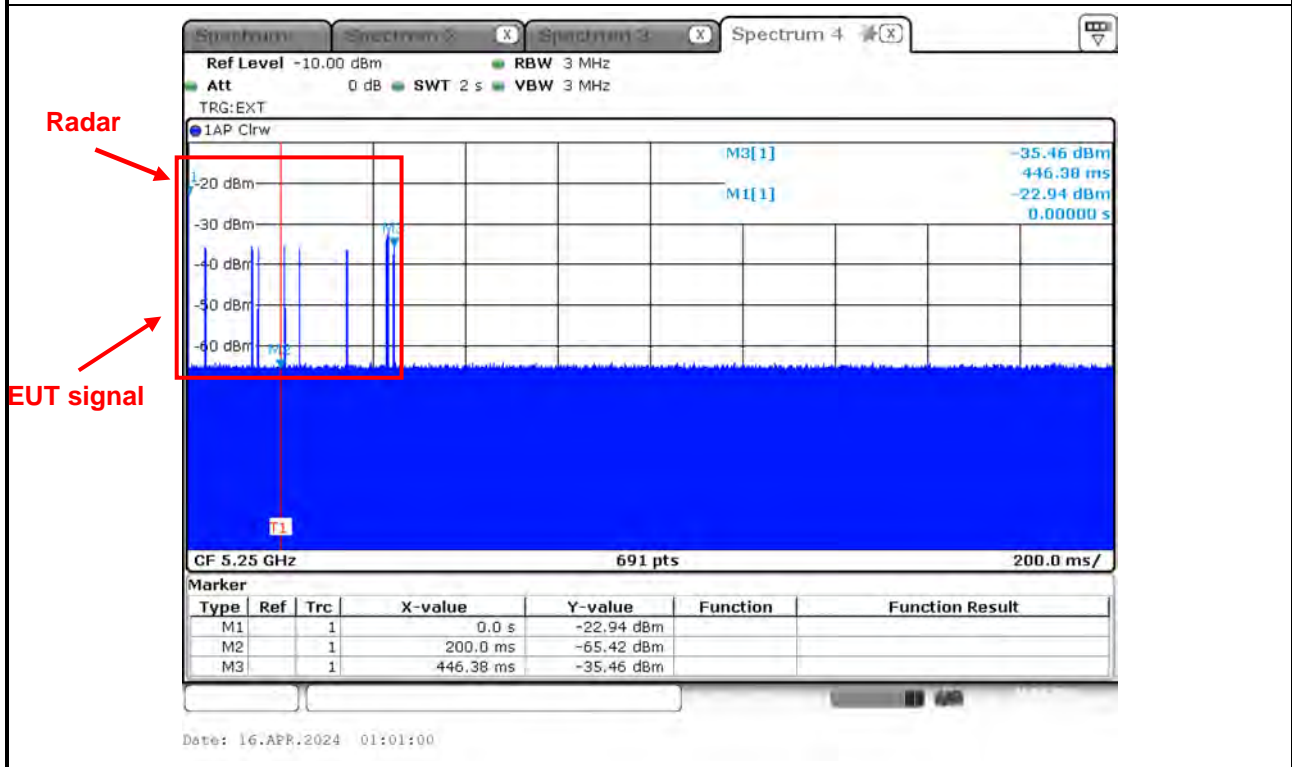 Spectrum 4 X
Ref Level -10.00 dBm RBW 3 MHz
Att 0 dB SWT 2 s VBW 3 MHz
TRG:EXT
1AP Clrw
Radar
EUT signal
M3[1] -35.46 dBm
446.38 ms
M1[1] -22.94 dBm
0.00000 s
-20 dBm
-30 dBm
-40 dBm
-50 dBm
-60 dBm
T1
CF 5.25 GHz 691 pts 200.0 ms/
Marker
Type Ref Trc X-value Y-value Function Function Result
M1 1 0.0 s -22.94 dBm
M2 1 200.0 ms -65.42 dBm
M3 1 446.38 ms -35.46 dBm
Date: 16.APR.2024 01:01:00